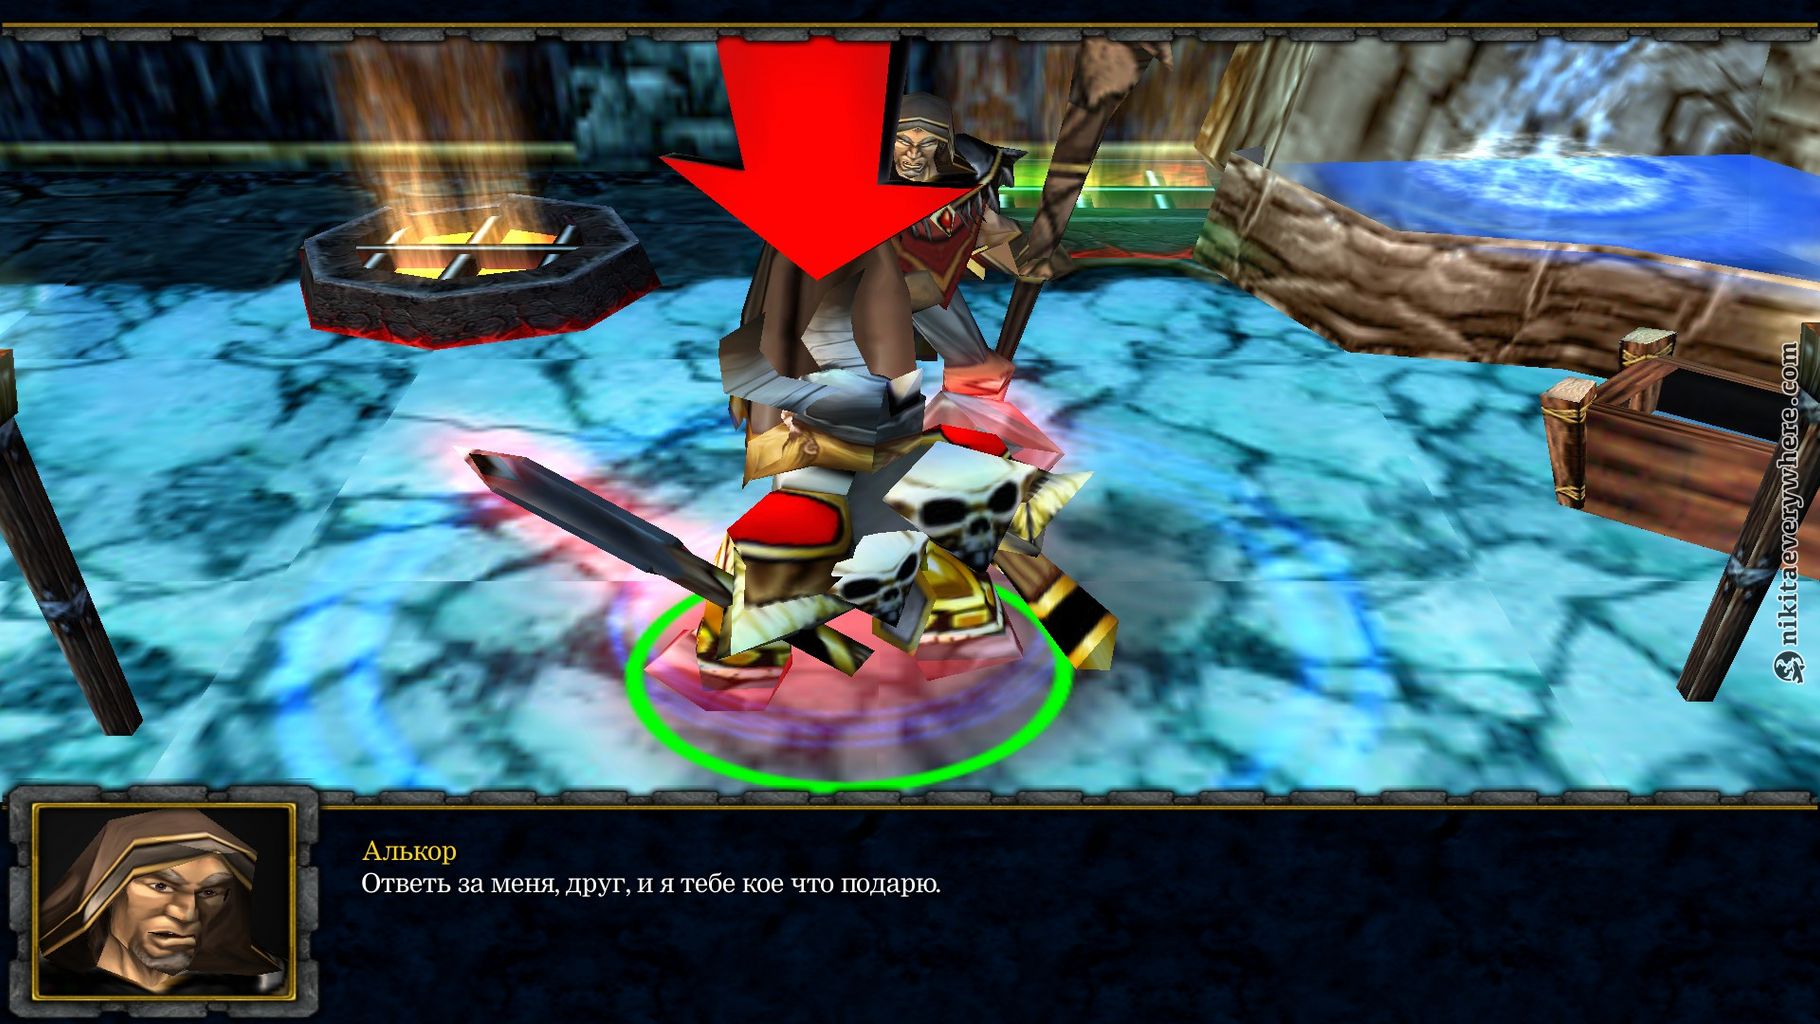 nikitaeverywhere.com
Алькор
Ответь за меня, друг, и я тебе кое что подарю.